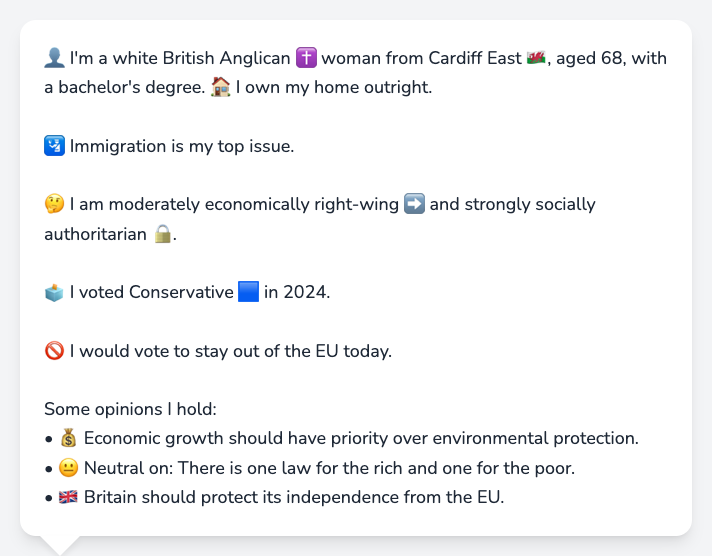 👤 I'm a white British Anglican ✝️ woman from Cardiff East 🏴󠁧󠁢󠁷󠁬󠁳󠁿, aged 68, with
a bachelor's degree. 🏠 I own my home outright.
🛂 Immigration is my top issue.
🤔 I am moderately economically right-wing ➡️ and strongly socially
authoritarian 🔒.
🗳️ I voted Conservative 🟦 in 2024.
🚫 I would vote to stay out of the EU today.
Some opinions I hold:
• 💰 Economic growth should have priority over environmental protection.
• 😐 Neutral on: There is one law for the rich and one for the poor.
• 🇬🇧 Britain should protect its independence from the EU.